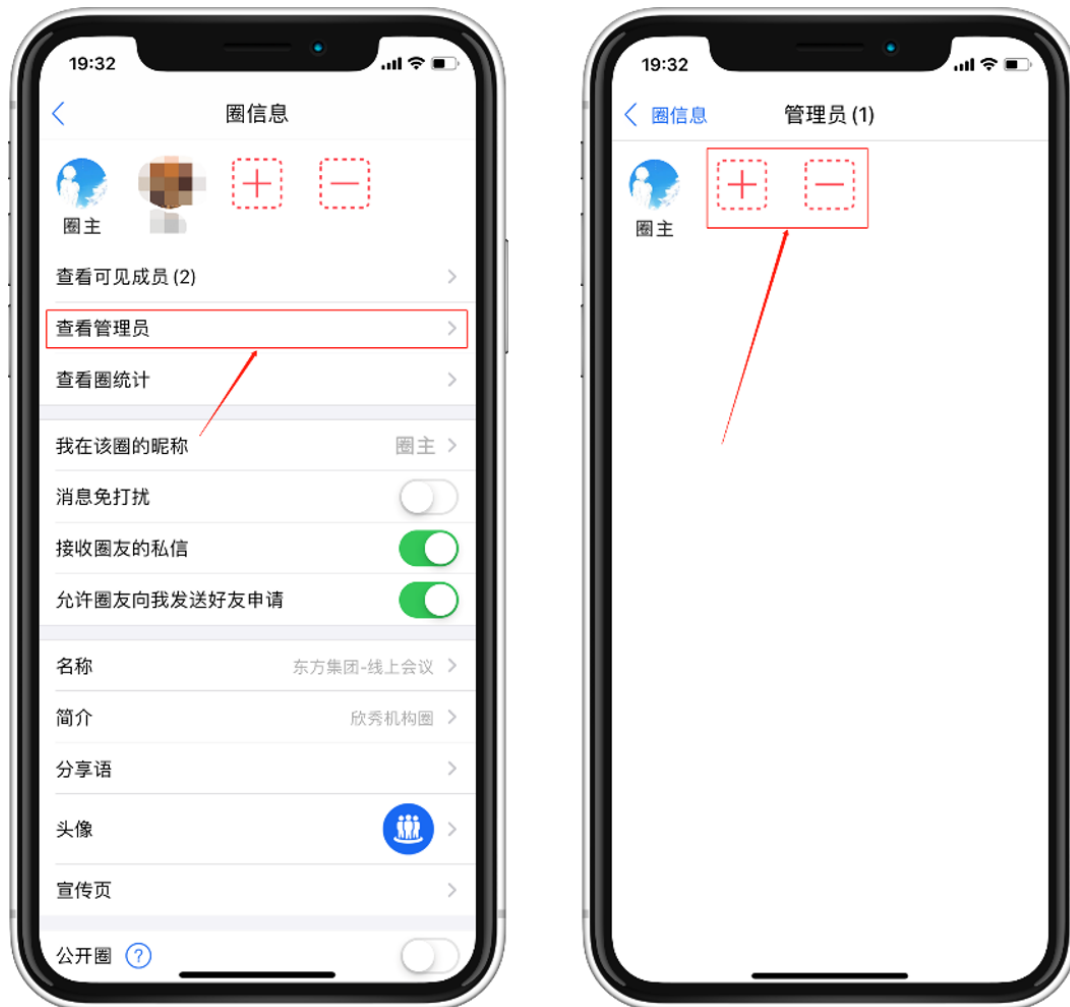 19:32
圈信息
圈主
查看可见成员(2)
查看管理员
查看圈统计
我在该圈的昵称
圈主
消息免打扰
接收圈友的私信
允许圈友向我发送好友申请
名称
东方集团-线上会议
简介
欣秀机构圈
分享语
头像
宣传页
公开圈 ?
19:32
圈信息
管理员(1)
圈主